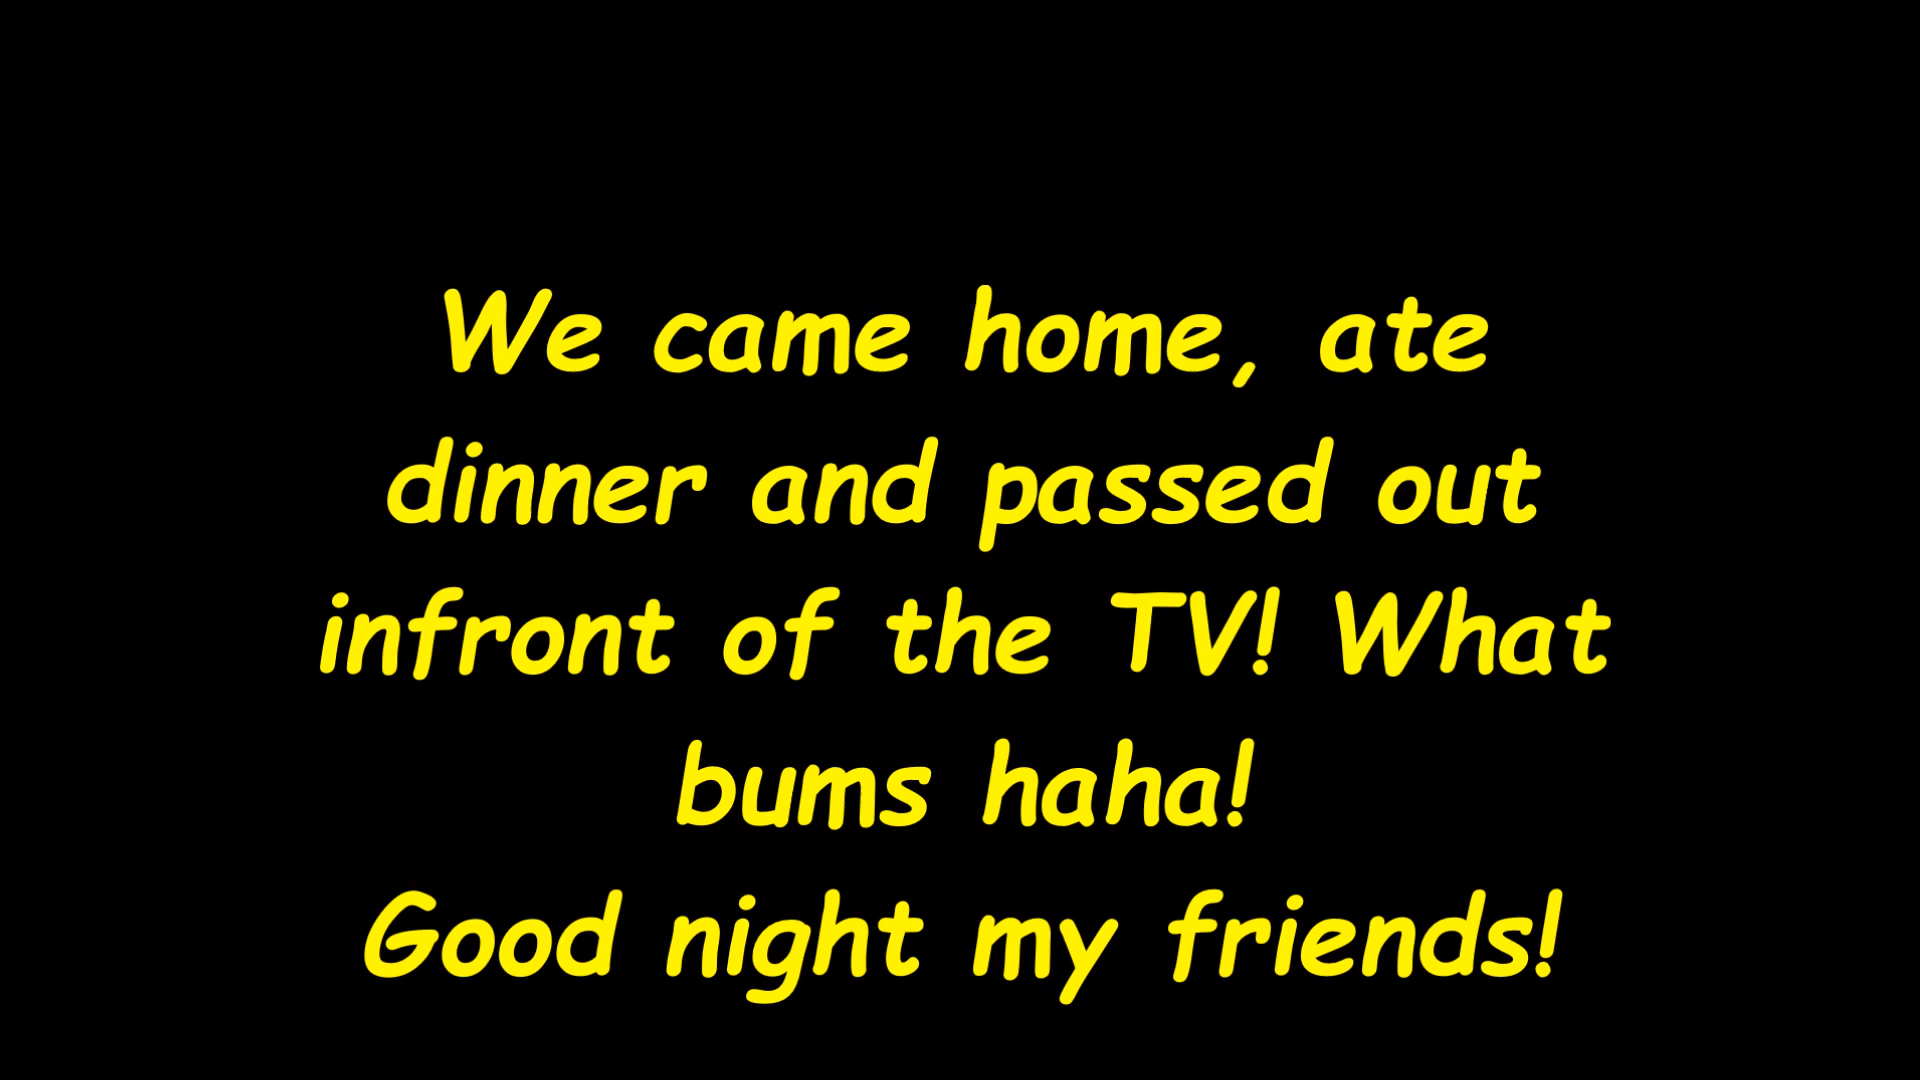 We came home, ate
dinner and passed out
infront of the TV! What
bums haha!
Good night my friends!